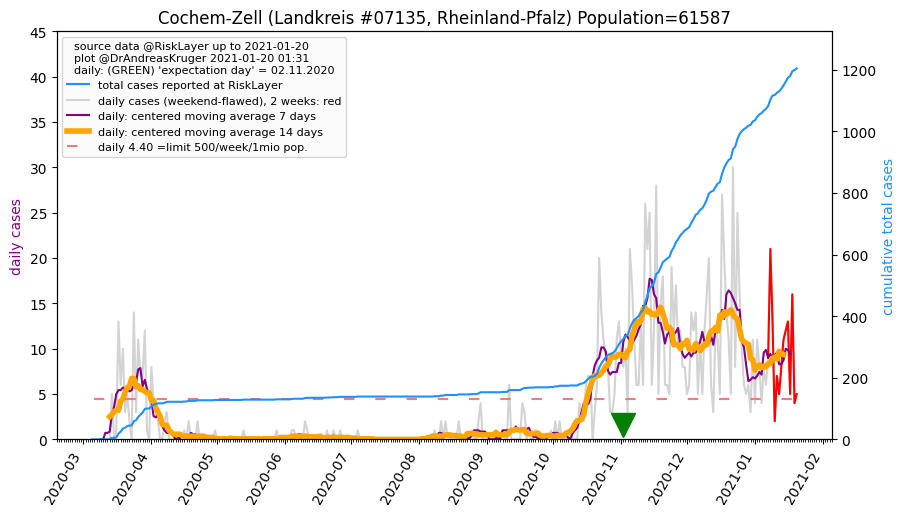 Cochem-Zell (Landkreis #07135, Rheinland-Pfalz) Population=61587
source data @RiskLayer up to 2021-01-20
plot @DrAndreasKruger 2021-01-20 01:31
daily: (GREEN) 'expectation day' = 02.11.2020
total cases reported at RiskLayer
daily cases (weekend-flawed), 2 weeks: red
daily: centered moving average 7 days
daily: centered moving average 14 days
daily 4.40 =limit 500/week/1mio pop.
daily cases
45
40
35
30
25
20
15
10
5
0
cumulative total cases
1200
1000
800
600
400
200
0
2020-03
2020-04
2020-05
2020-06
2020-07
2020-08
2020-09
2020-10
2020-11
2020-12
2021-01
2021-02